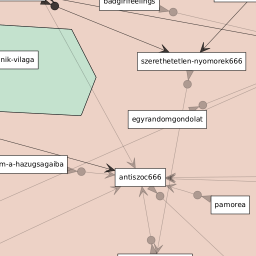 badgirlfeelings
nik-vilaga
szerethetetlen-nyomorek666
egyrandomgondolat
m-a-hazugsagaiba
antiszoc666
pamorea